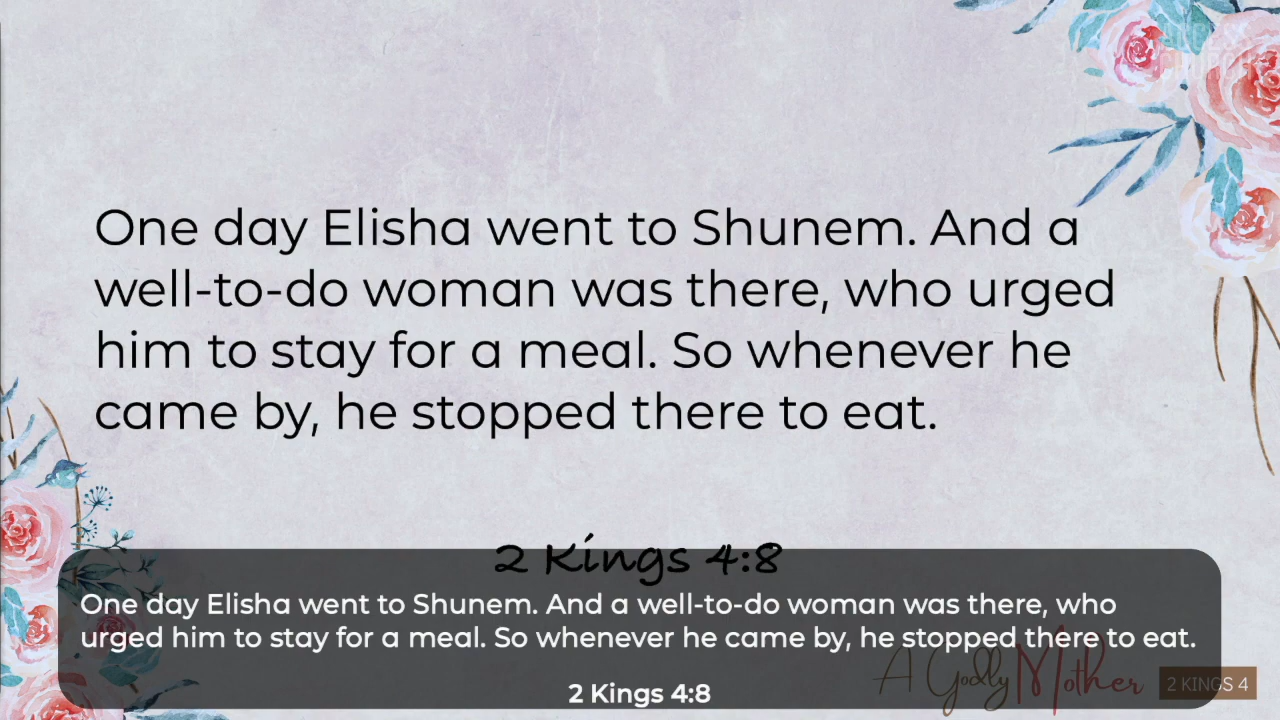 One day Elisha went to Shunem. And a
well-to-do woman was there, who urged
him to stay for a meal. So whenever he
came by, he stopped there to eat.
2 Kings 4:8
One day Elisha went to Shunem. And a well-to-do woman was there, who
urged him to stay for a meal. So whenever he came by, he stopped there to eat.
A Godly Mother
2 KINGS 4
2 Kings 4:8